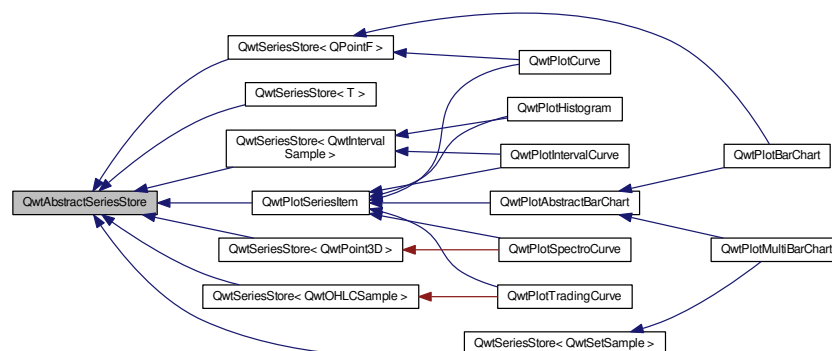 QwtSeriesStore< QPointF >
QwtPlotCurve
QwtSeriesStore< T >
QwtPlotHistogram
QwtSeriesStore< QwtInterval
Sample >
QwtPlotIntervalCurve
QwtPlotBarChart
QwtAbstractSeriesStore
QwtPlotSeriesItem
QwtPlotAbstractBarChart
QwtSeriesStore< QwtPoint3D >
QwtPlotSpectroCurve
QwtPlotMultiBarChart
QwtSeriesStore< QwtOHLCSample >
QwtPlotTradingCurve
QwtSeriesStore< QwtSetSample >